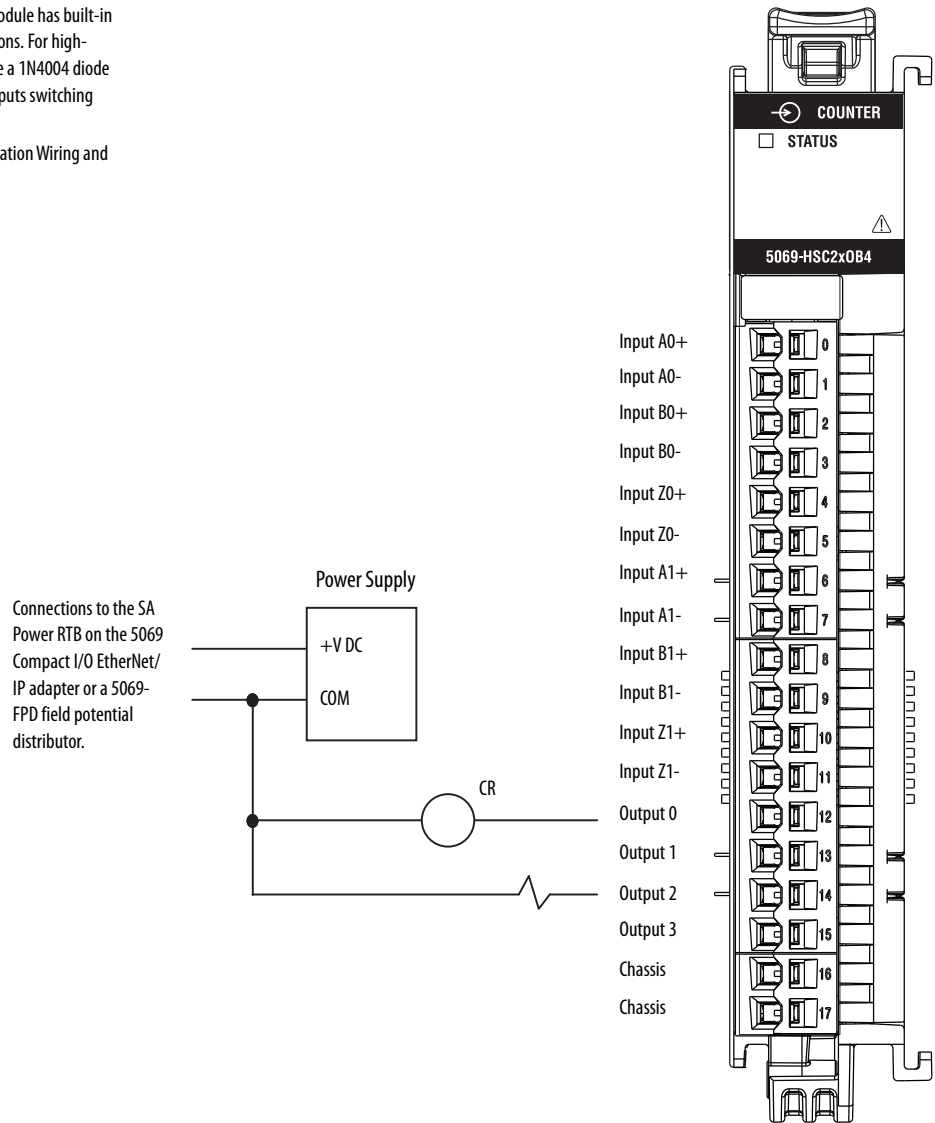 odule has built-in
ons. For high-
e a 1N4004 diode
puts switching
ation Wiring and
COUNTER
STATUS
5069-HSC2xOB4
Input A0+
0
Input A0-
1
Input B0+
2
Input B0-
3
Input Z0+
4
Input Z0-
5
Input A1+
6
Input A1-
7
Input B1+
8
Input B1-
9
Input Z1+
10
Input Z1-
11
Output 0
12
Output 1
13
Output 2
14
Output 3
15
Chassis
16
Chassis
17
Power Supply
+V DC
COM
CR
Connections to the SA
Power RTB on the 5069
Compact I/O EtherNet/
IP adapter or a 5069-
FPD field potential
distributor.